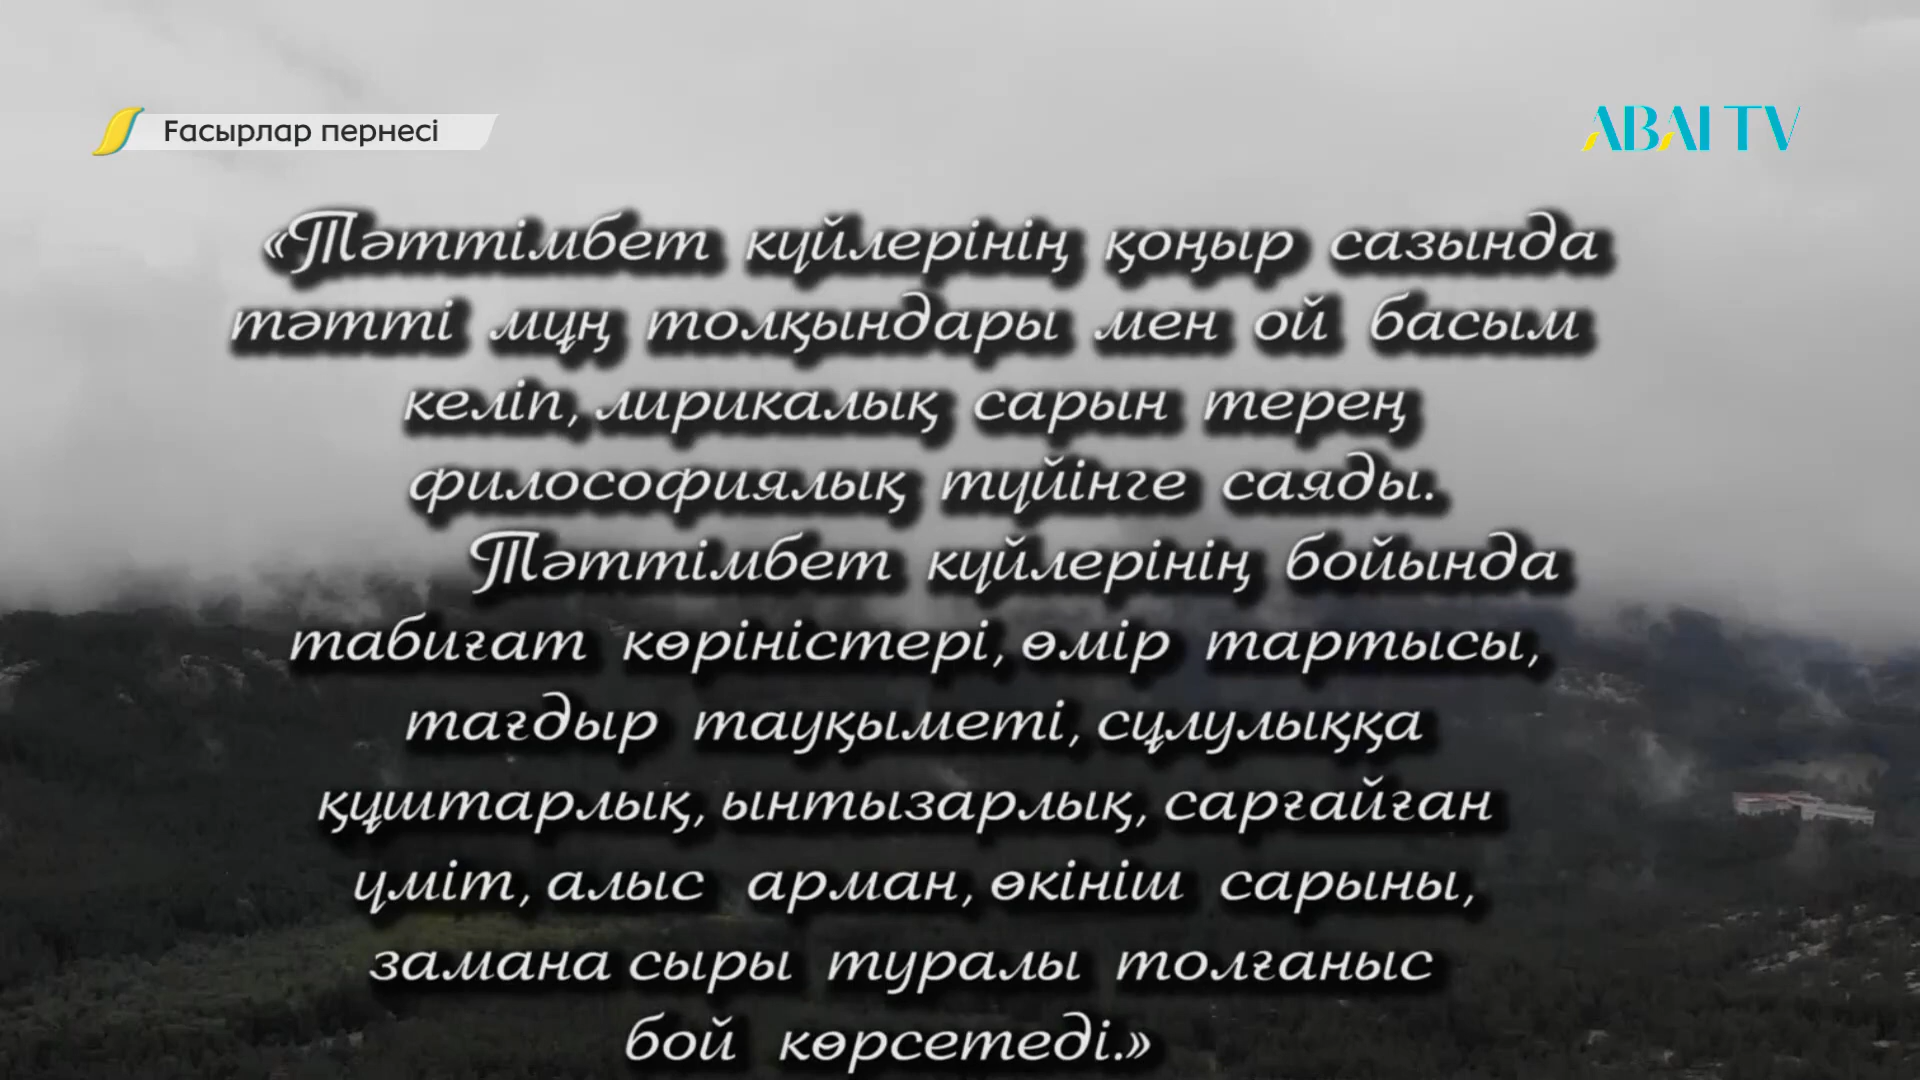 Ғасырлар пернесі
ABAI TV
«Тәттімбет күйлерінің қоңыр сазында
тәтті мұң толқындары мен ой басым
келіп, лирикалық сарын терең
философиялық түйінге саяды.
Тәттімбет күйлерінің бойында
табиғат көріністері, өмір тартысы,
тағдыр тауқыметі, сұлулыққа
құштарлық, ынтызарлық, сарғайған
үміт, алыс арман, өкініш сарыны,
замана сыры туралы толғаныс
бой көрсетеді.»